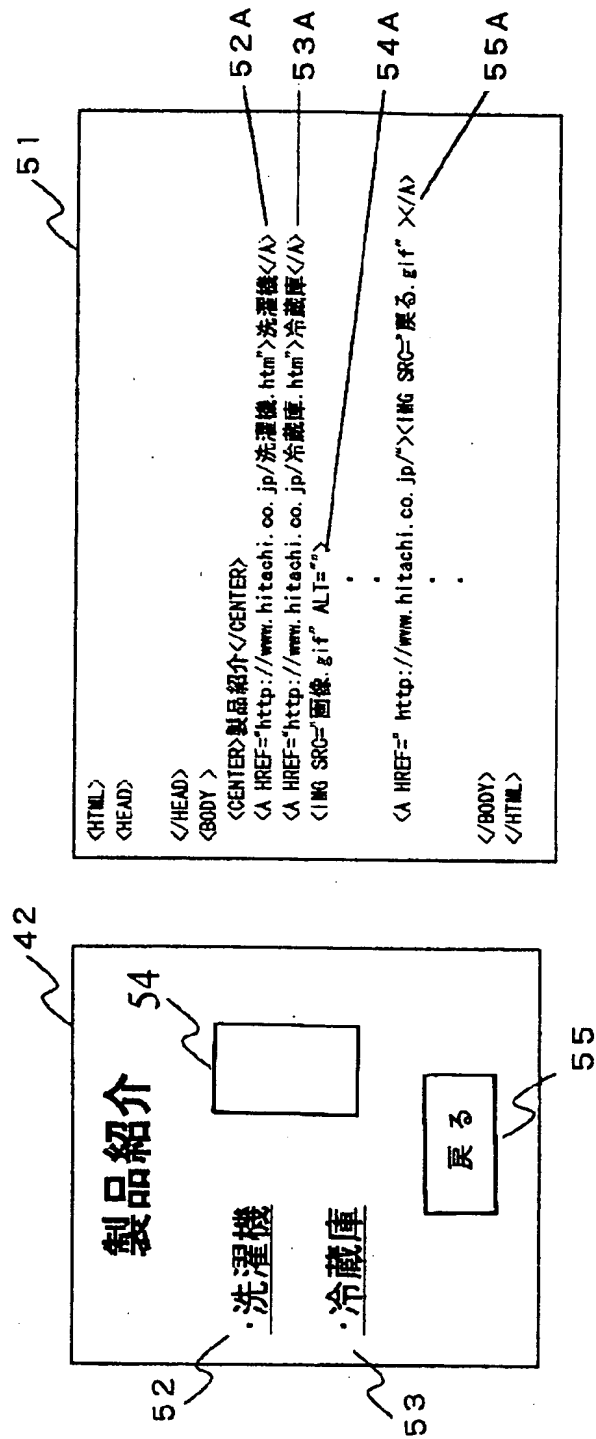 42
製品紹介
54
52
・洗濯機
53
・冷蔵庫
戻る
55
51
<HTML>
<HEAD>
</HEAD>
<BODY >
<CENTER>製品紹介</CENTER>
<A HREF="http://www.hitachi.co.jp/洗濯機.htm">洗濯機</A>
<A HREF="http://www.hitachi.co.jp/冷蔵庫.htm">冷蔵庫</A>
<IMG SRC="画像.gif" ALT="">
<A HREF=" http://www.hitachi.co.jp/"><IMG SRC="戻る.gif" ></A>
</BODY>
</HTML>
52A
53A
54A
55A